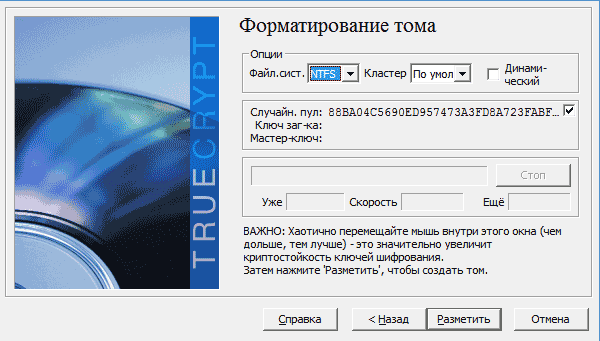 TRUECRYPT
Форматирование тома
Опции
Файл.сист. NTFS Кластер По умол Динами-
ческий
Случайн. пул: 88BA04C5690ED957473A3FD8A723FABF...
Ключ заг-ка:
Мастер-ключ:
Стоп
Уже Скорость Ещё
ВАЖНО: Хаотично перемещайте мышь внутри этого окна (чем
дольше, тем лучше) - это значительно увеличит
криптостойкость ключей шифрования.
Затем нажмите 'Разметить', чтобы создать том.
Справка < Назад Разметить Отмена